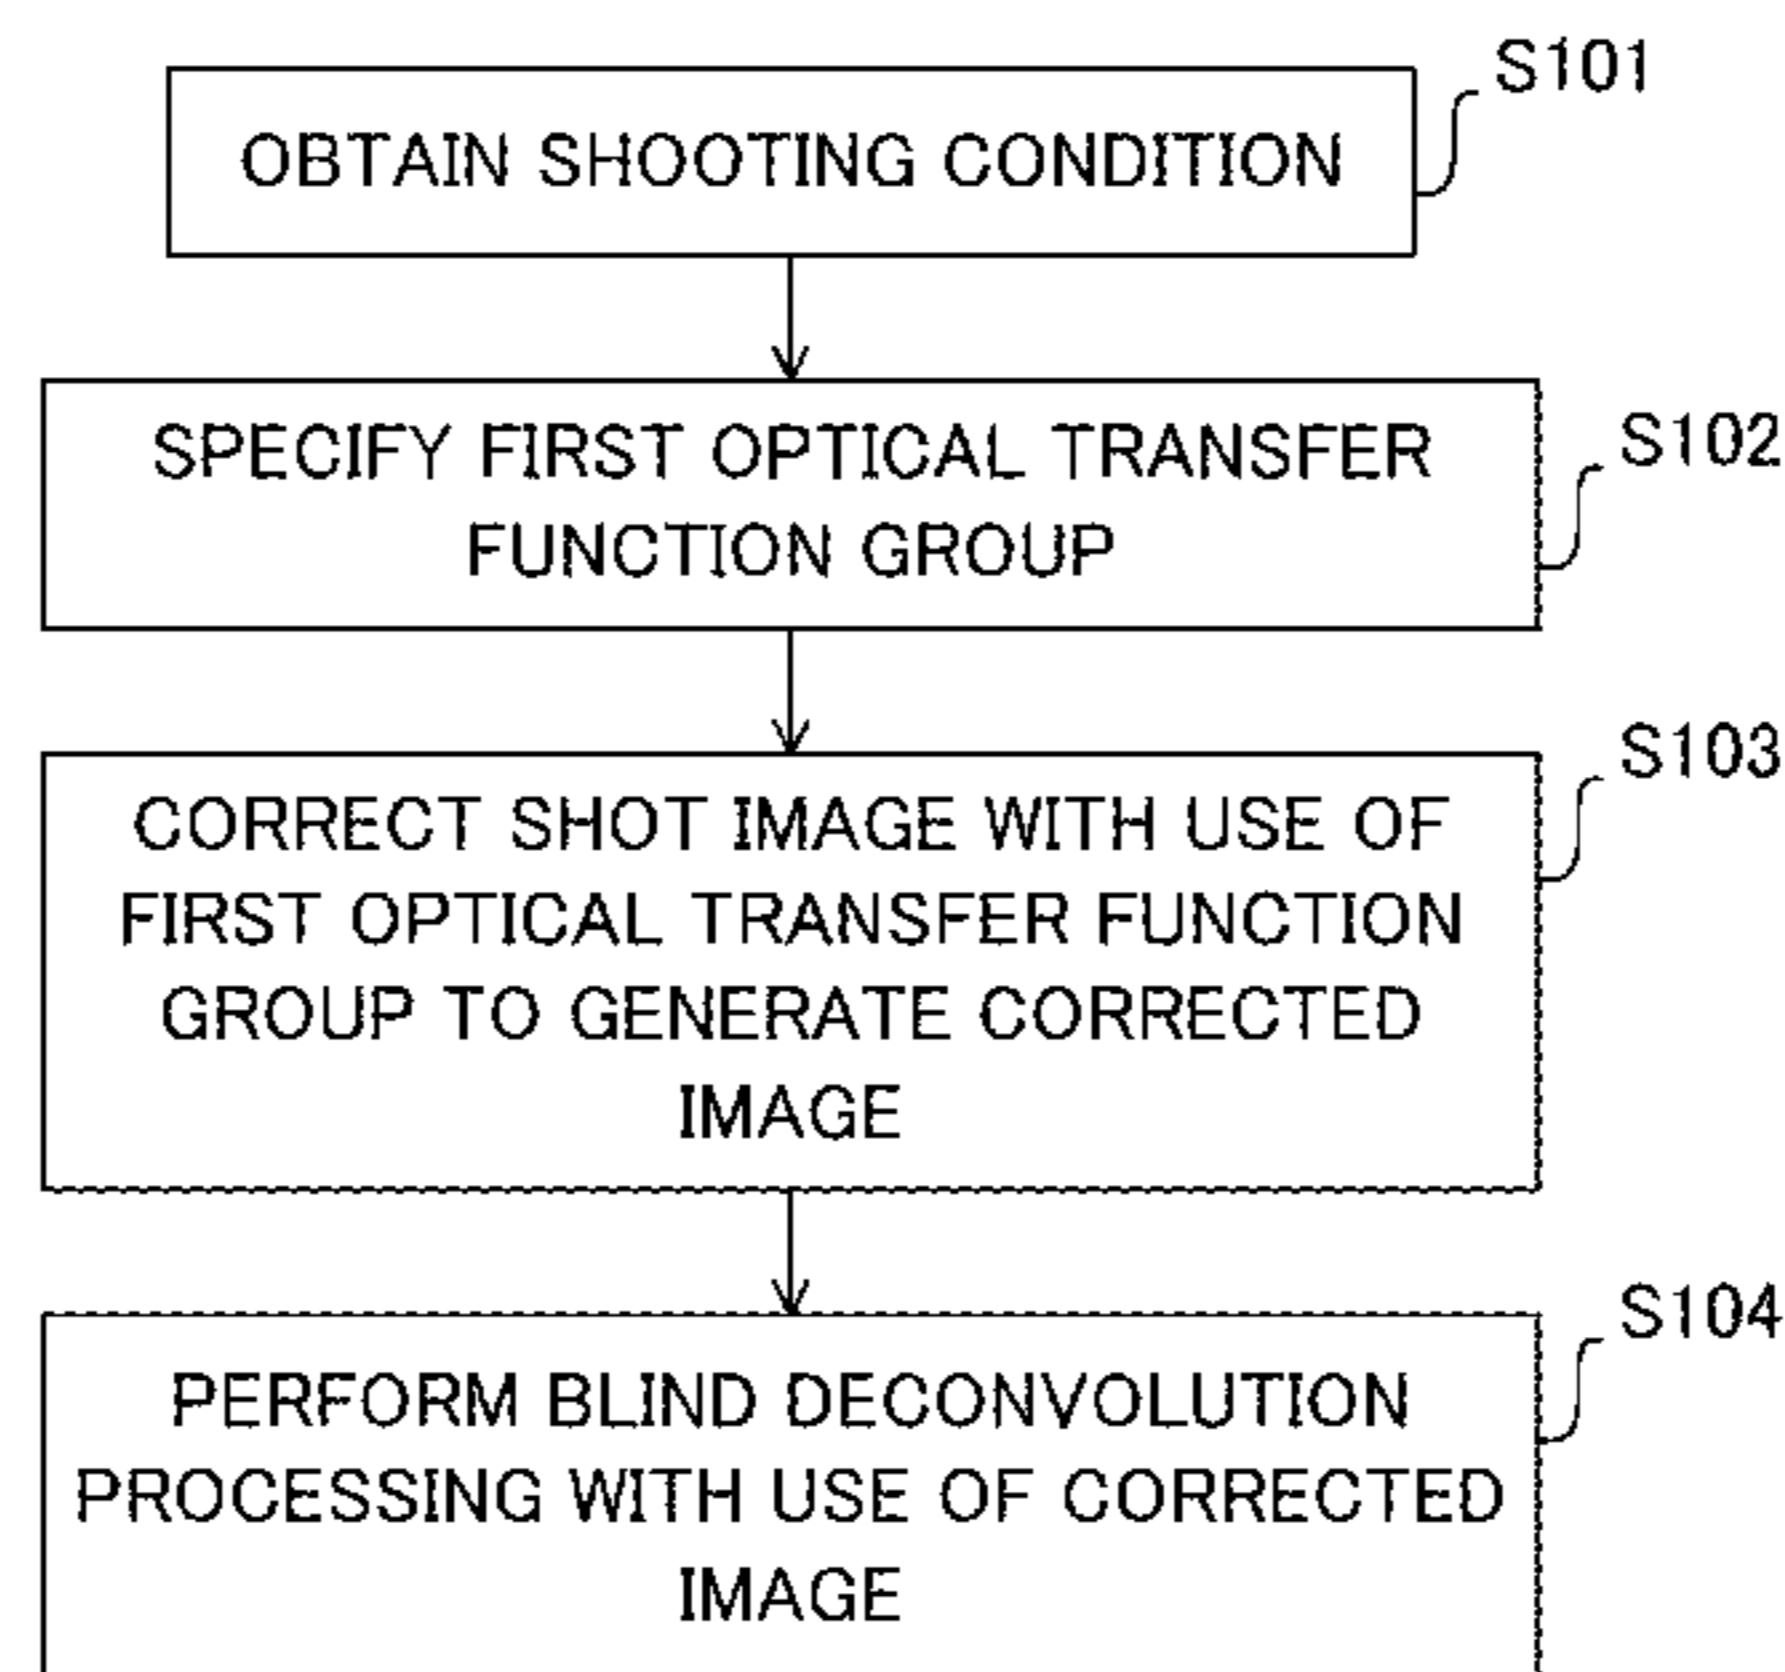 S101
OBTAIN SHOOTING CONDITION
S102
SPECIFY FIRST OPTICAL TRANSFER
FUNCTION GROUP
S103
CORRECT SHOT IMAGE WITH USE OF
FIRST OPTICAL TRANSFER FUNCTION
GROUP TO GENERATE CORRECTED
IMAGE
S104
PERFORM BLIND DECONVOLUTION
PROCESSING WITH USE OF CORRECTED
IMAGE